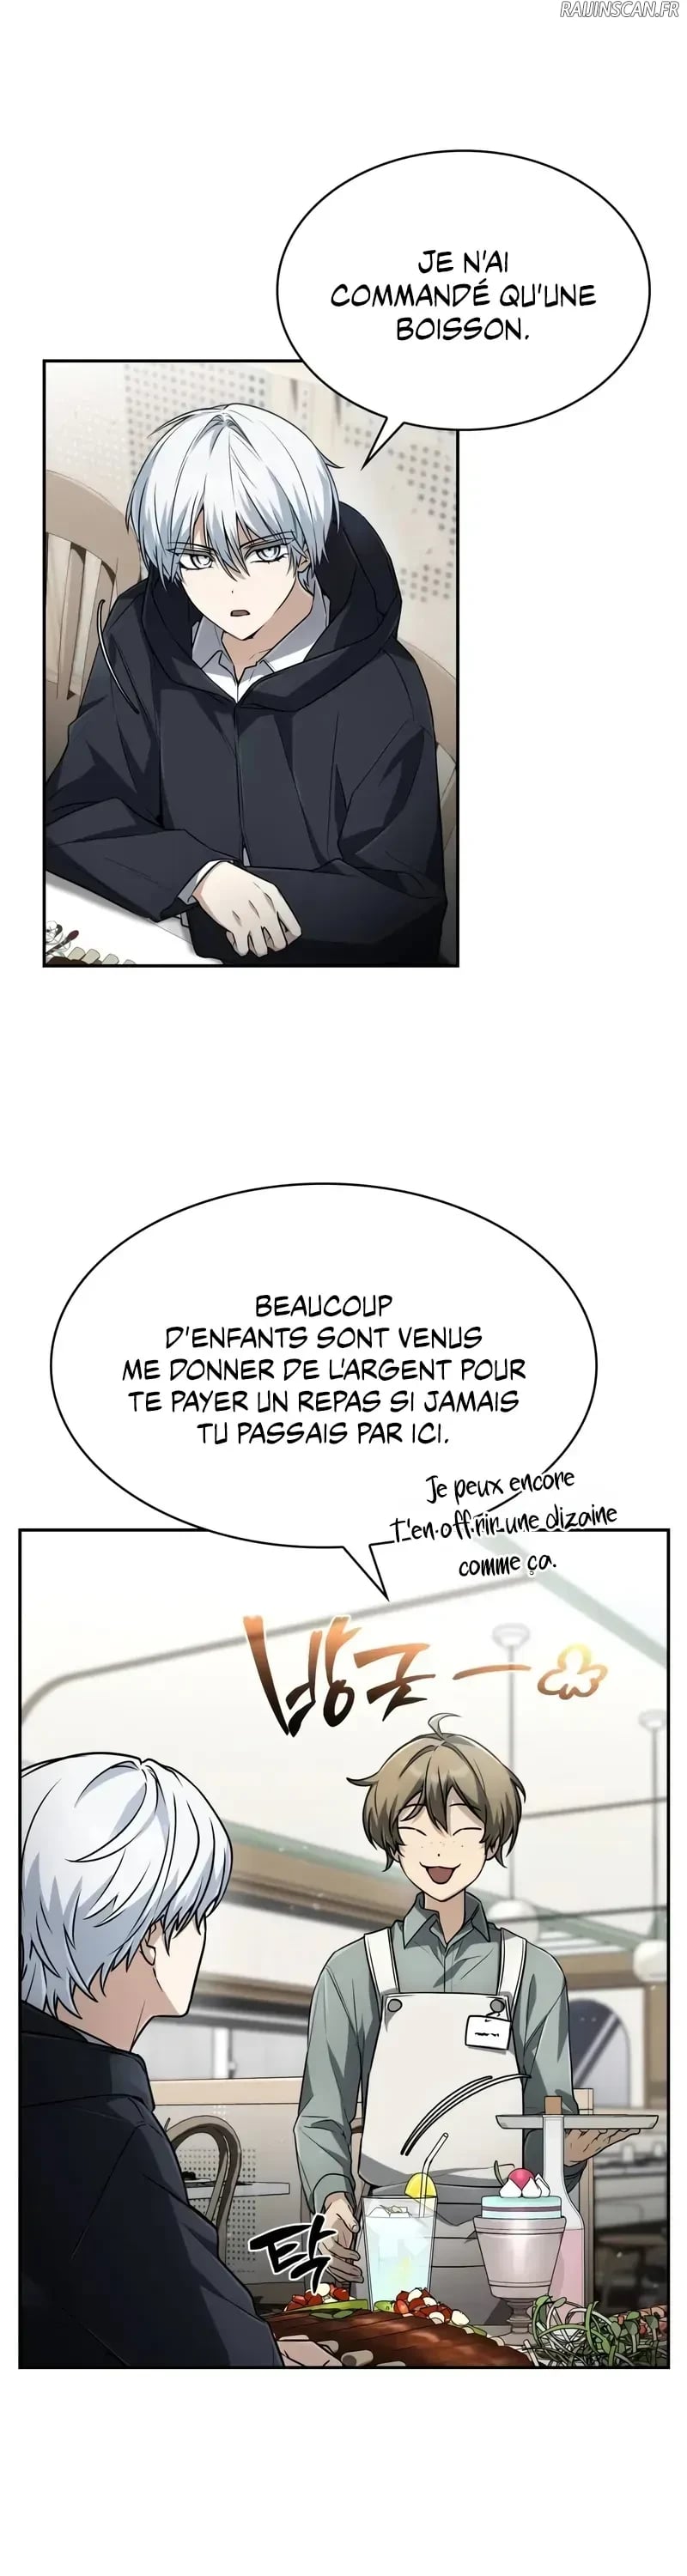 RAIJINSCAN.FR
JE N'AI
COMMANDÉ QU'UNE
BOISSON.
BEAUCOUP
D'ENFANTS SONT VENUS
ME DONNER DE L'ARGENT POUR
TE PAYER UN REPAS SI JAMAIS
TU PASSAIS PAR ICI.
Je peux encore
t'en offrir une dizaine
comme ça.
방긋
탁